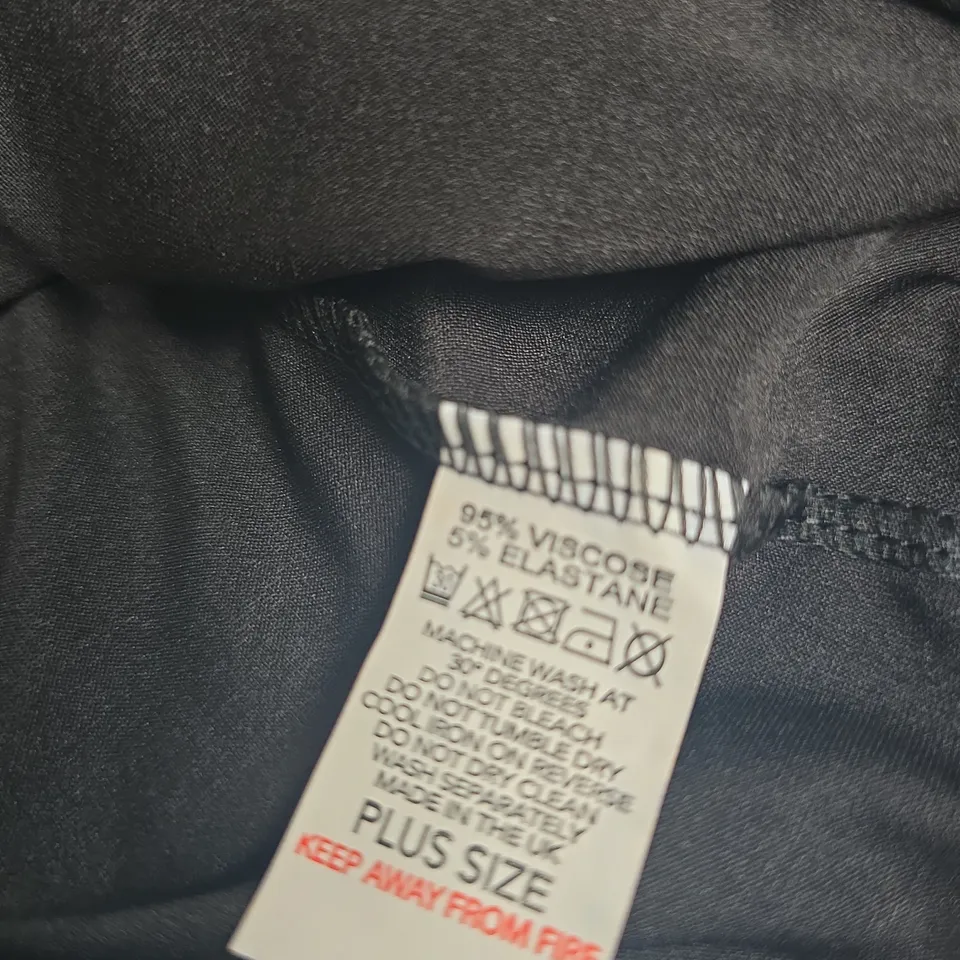 95% VISCOSE
5% ELASTANE
30
MACHINE WASH AT
30° DEGREES
DO NOT BLEACH
DO NOT TUMBLE DRY
COOL IRON ON REVERSE
DO NOT DRY CLEAN
WASH SEPARATELY
MADE IN THE UK
PLUS SIZE
KEEP AWAY FROM FIRE